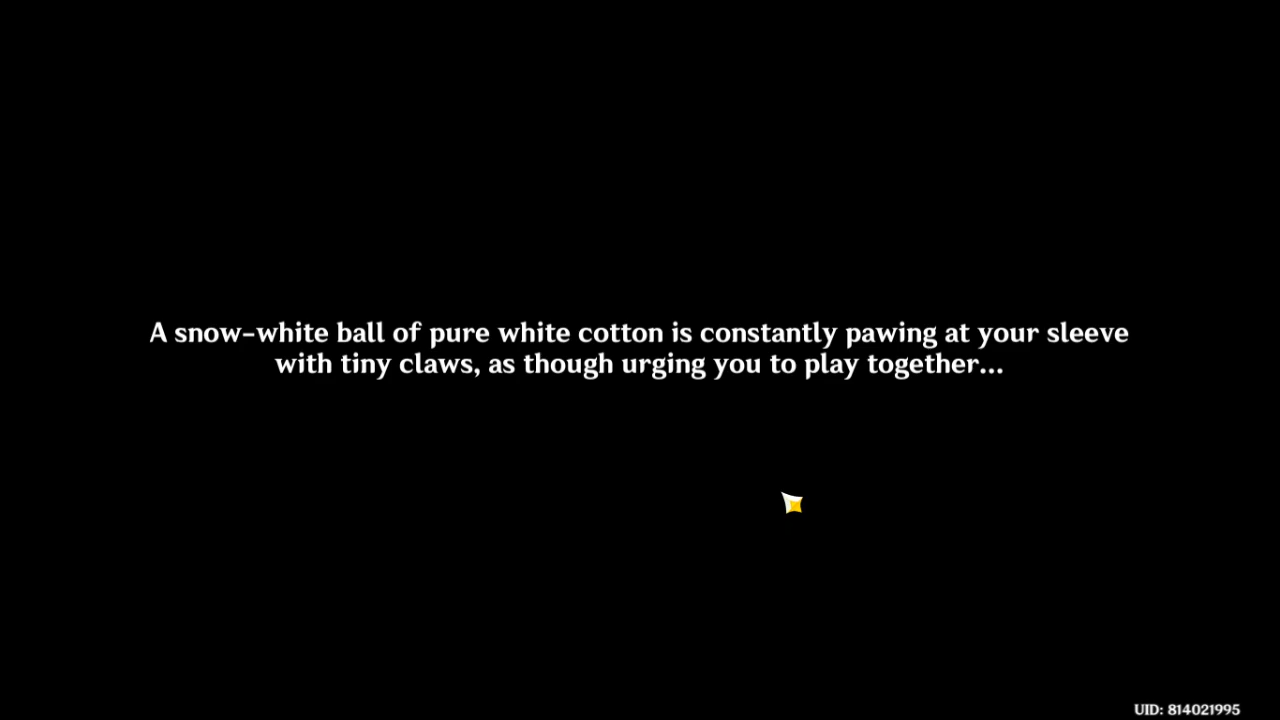 A snow-white ball of pure white cotton is constantly pawing at your sleeve
with tiny claws, as though urging you to play together...
UID: 814021995